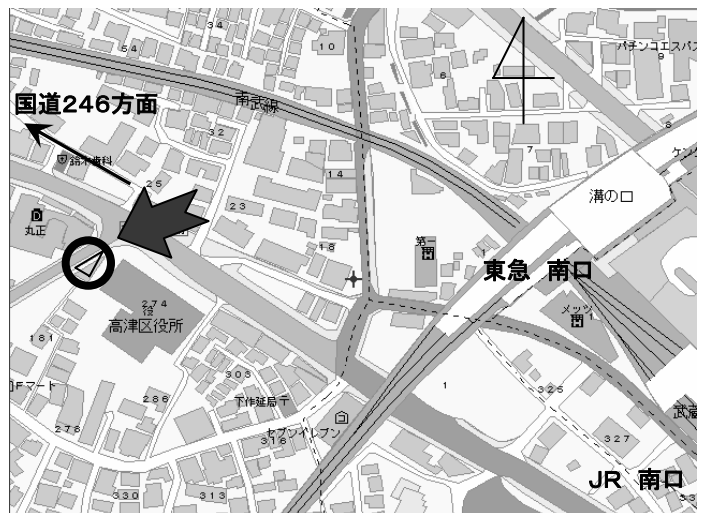 34
54
10
パチンコエスパス
9
6
南武線
国道246方面
32
8
鈴木歯科
7
ケンタ
14
25
溝の口
23
D
丸正
第一
18
1
東急 南口
274
メッツ
1
高津区役所
181
303
1
325
Fマート
286
下作延局〒
武蔵
278
セブンイレブン
316
327
JR 南口
330
313